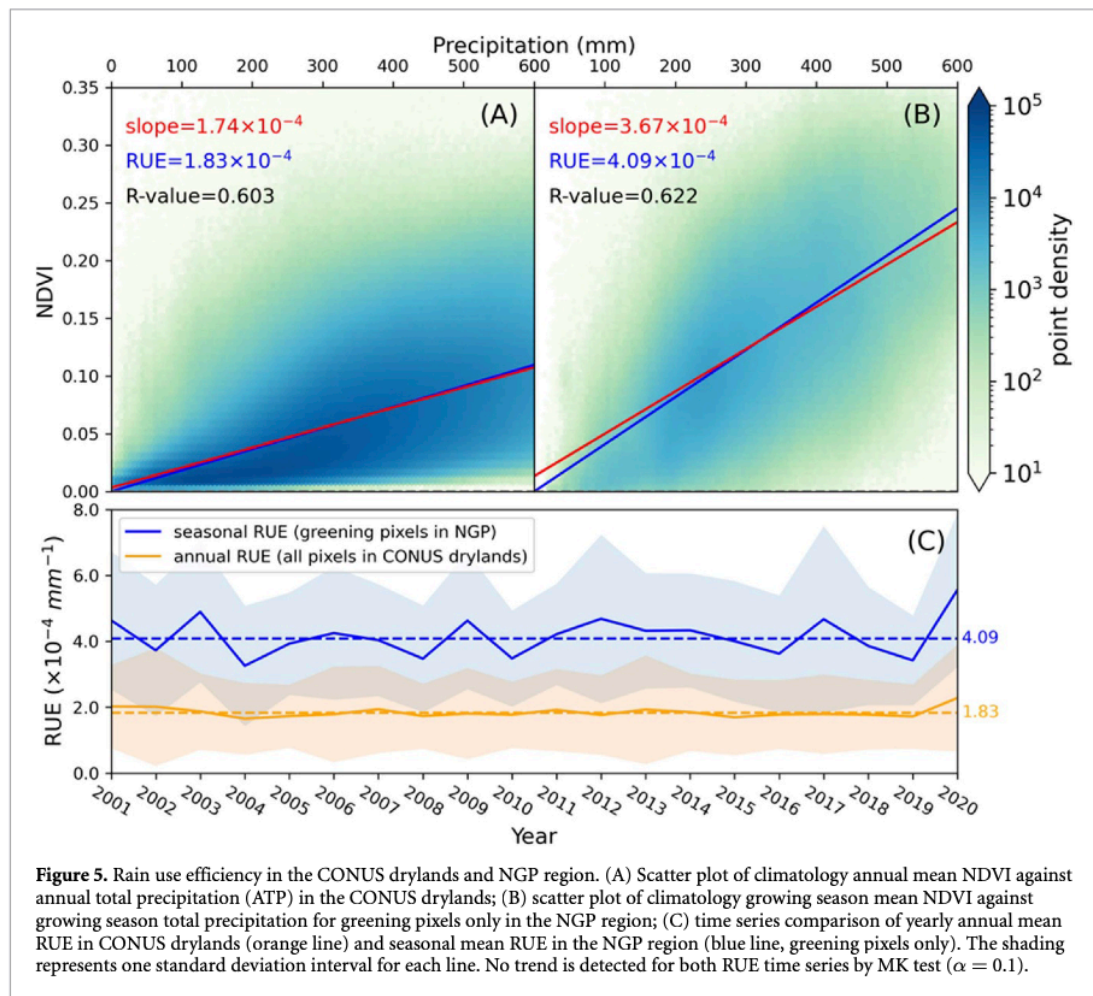 Precipitation (mm)
0 100 200 300 400 500 600 100 200 300 400 500 600
0.35
0.30
0.25
0.20
0.15
0.10
0.05
0.00
NDVI
(A)
slope=1.74×10⁻⁴
RUE=1.83×10⁻⁴
R-value=0.603
(B)
slope=3.67×10⁻⁴
RUE=4.09×10⁻⁴
R-value=0.622
10⁵
10⁴
10³
10²
10¹
point density
8.0
6.0
4.0
2.0
0.0
RUE (×10⁻⁴ mm⁻¹)
seasonal RUE (greening pixels in NGP)
annual RUE (all pixels in CONUS drylands)
(C)
4.09
1.83
2001 2002 2003 2004 2005 2006 2007 2008 2009 2010 2011 2012 2013 2014 2015 2016 2017 2018 2019 2020
Year
Figure 5. Rain use efficiency in the CONUS drylands and NGP region. (A) Scatter plot of climatology annual mean NDVI against
annual total precipitation (ATP) in the CONUS drylands; (B) scatter plot of climatology growing season mean NDVI against
growing season total precipitation for greening pixels only in the NGP region; (C) time series comparison of yearly annual mean
RUE in CONUS drylands (orange line) and seasonal mean RUE in the NGP region (blue line, greening pixels only). The shading
represents one standard deviation interval for each line. No trend is detected for both RUE time series by MK test (α = 0.1).